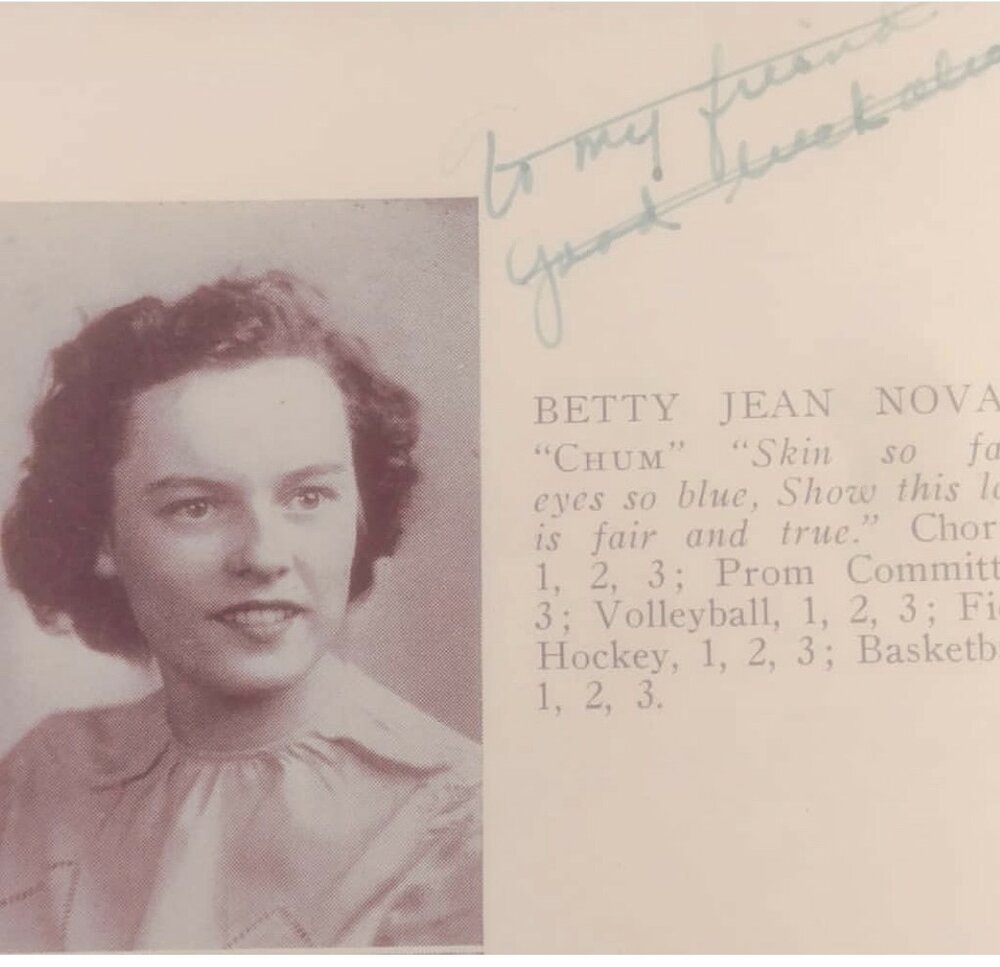 to my friend
good luck
BETTY JEAN NOVA
“CHUM” “Skin so fa
eyes so blue, Show this la
is fair and true.” Chor
1, 2, 3; Prom Committ
3; Volleyball, 1, 2, 3; Fi
Hockey, 1, 2, 3; Basketb
1, 2, 3.